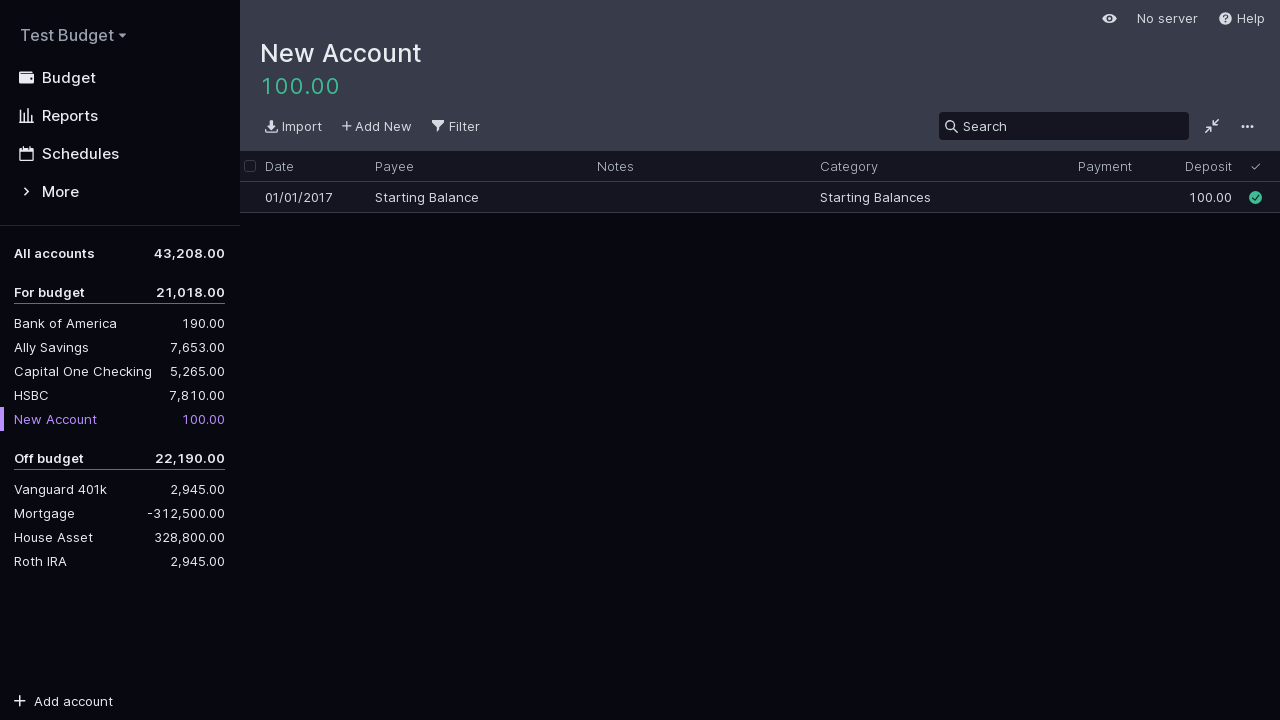 Test Budget
Budget
Reports
Schedules
More
All accounts 43,208.00
For budget 21,018.00
Bank of America 190.00
Ally Savings 7,653.00
Capital One Checking 5,265.00
HSBC 7,810.00
New Account 100.00
Off budget 22,190.00
Vanguard 401k 2,945.00
Mortgage -312,500.00
House Asset 328,800.00
Roth IRA 2,945.00
Add account
No server Help
New Account
100.00
Import Add New Filter Search
Date Payee Notes Category Payment Deposit
01/01/2017 Starting Balance Starting Balances 100.00